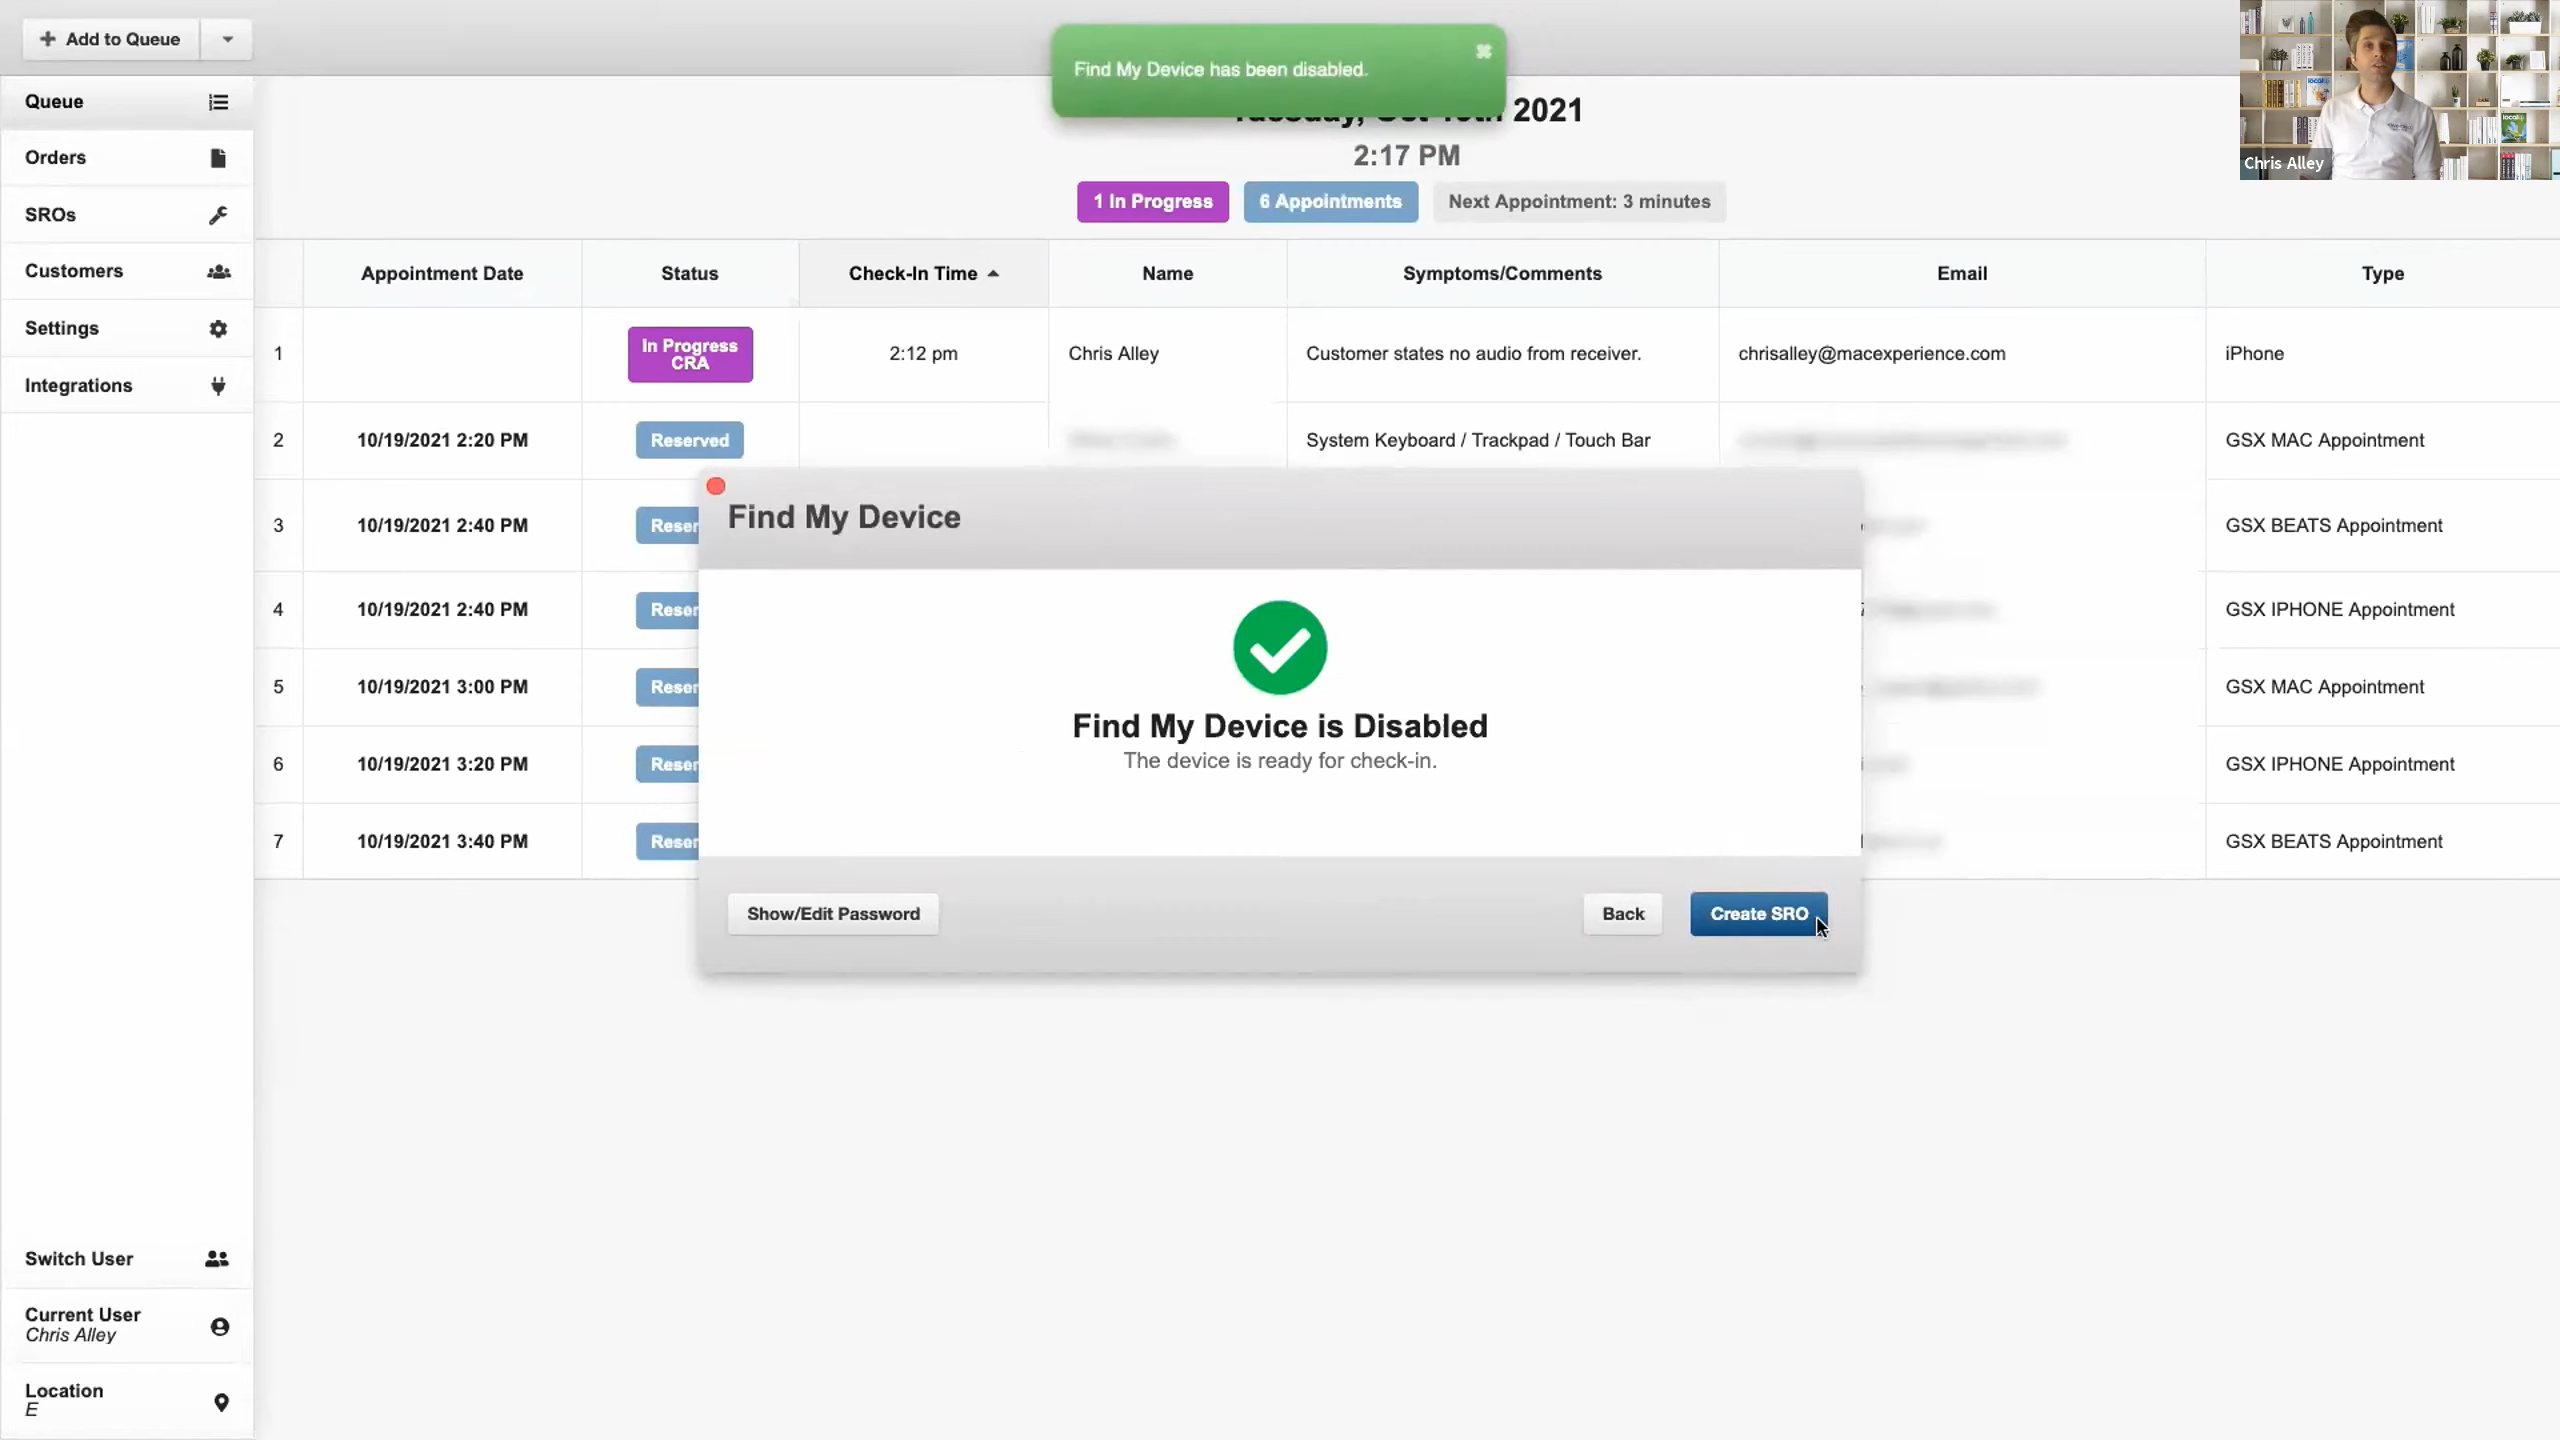 Add to Queue
Find My Device has been disabled.
Chris Alley
Queue
Orders
SROs
Customers
Settings
Integrations
2021
2:17 PM
1 In Progress
6 Appointments
Next Appointment: 3 minutes
Appointment Date Status Check-In Time Name Symptoms/Comments Email Type
1 In Progress CRA 2:12 pm Chris Alley Customer states no audio from receiver. chrisalley@macexperience.com iPhone
2 10/19/2021 2:20 PM Reserved System Keyboard / Trackpad / Touch Bar GSX MAC Appointment
3 10/19/2021 2:40 PM Reser GSX BEATS Appointment
4 10/19/2021 2:40 PM Reser GSX IPHONE Appointment
5 10/19/2021 3:00 PM Reser GSX MAC Appointment
6 10/19/2021 3:20 PM Reser GSX IPHONE Appointment
7 10/19/2021 3:40 PM Reser GSX BEATS Appointment
Find My Device
Find My Device is Disabled
The device is ready for check-in.
Show/Edit Password
Back
Create SRO
Switch User
Current User
Chris Alley
Location
E